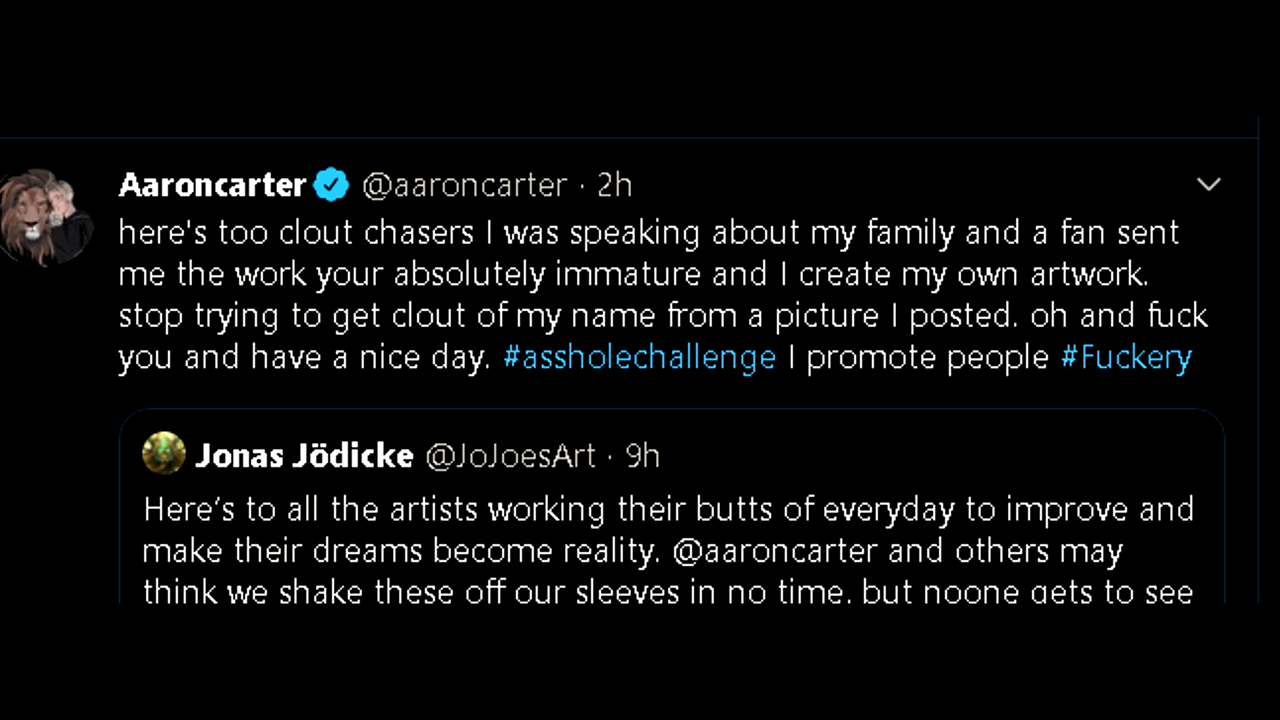 Aaroncarter @aaroncarter · 2h
here's too clout chasers I was speaking about my family and a fan sent
me the work your absolutely immature and I create my own artwork.
stop trying to get clout of my name from a picture I posted. oh and fuck
you and have a nice day. #assholechallenge I promote people #Fuckery
Jonas Jödicke @JoJoesArt · 9h
Here’s to all the artists working their butts of everyday to improve and
make their dreams become reality. @aaroncarter and others may
think we shake these off our sleeves in no time, but noone gets to see